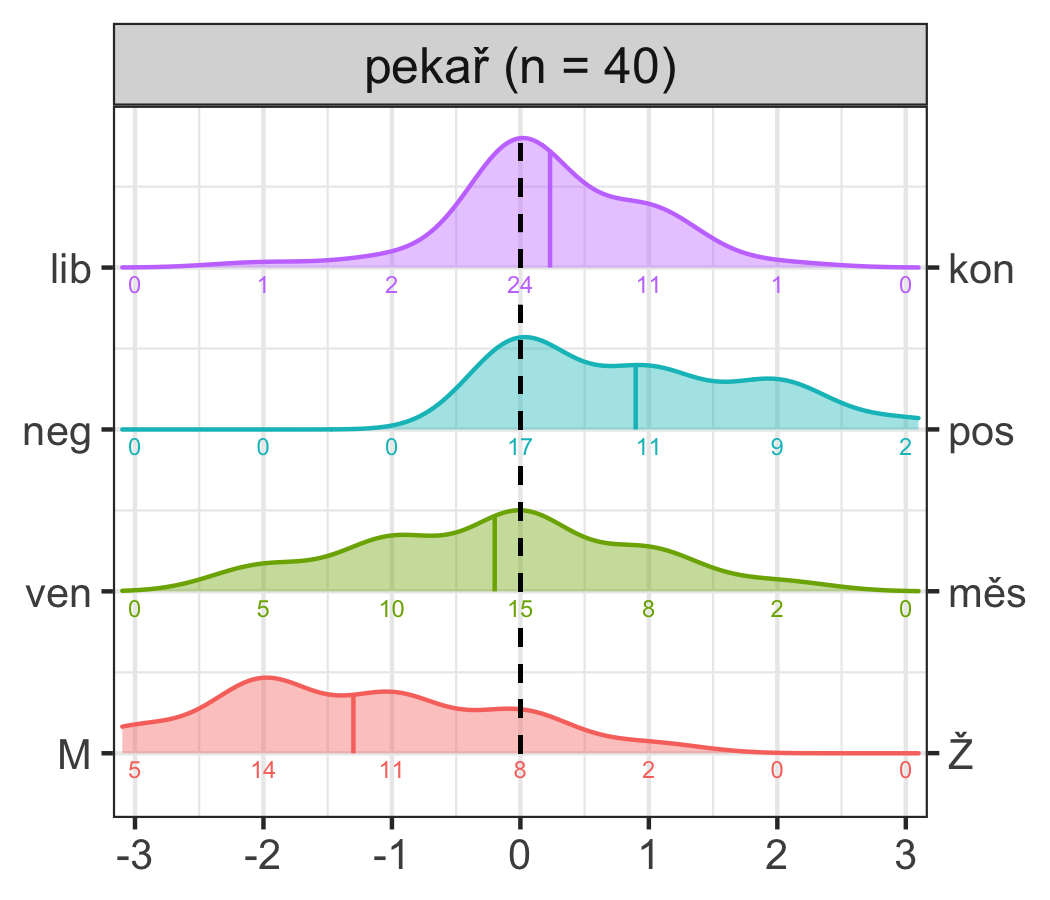 pekař (n = 40)
lib kon
0 1 2 24 11 1 0
neg pos
0 0 0 17 11 9 2
ven měs
0 5 10 15 8 2 0
M Ž
5 14 11 8 2 0 0
-3 -2 -1 0 1 2 3